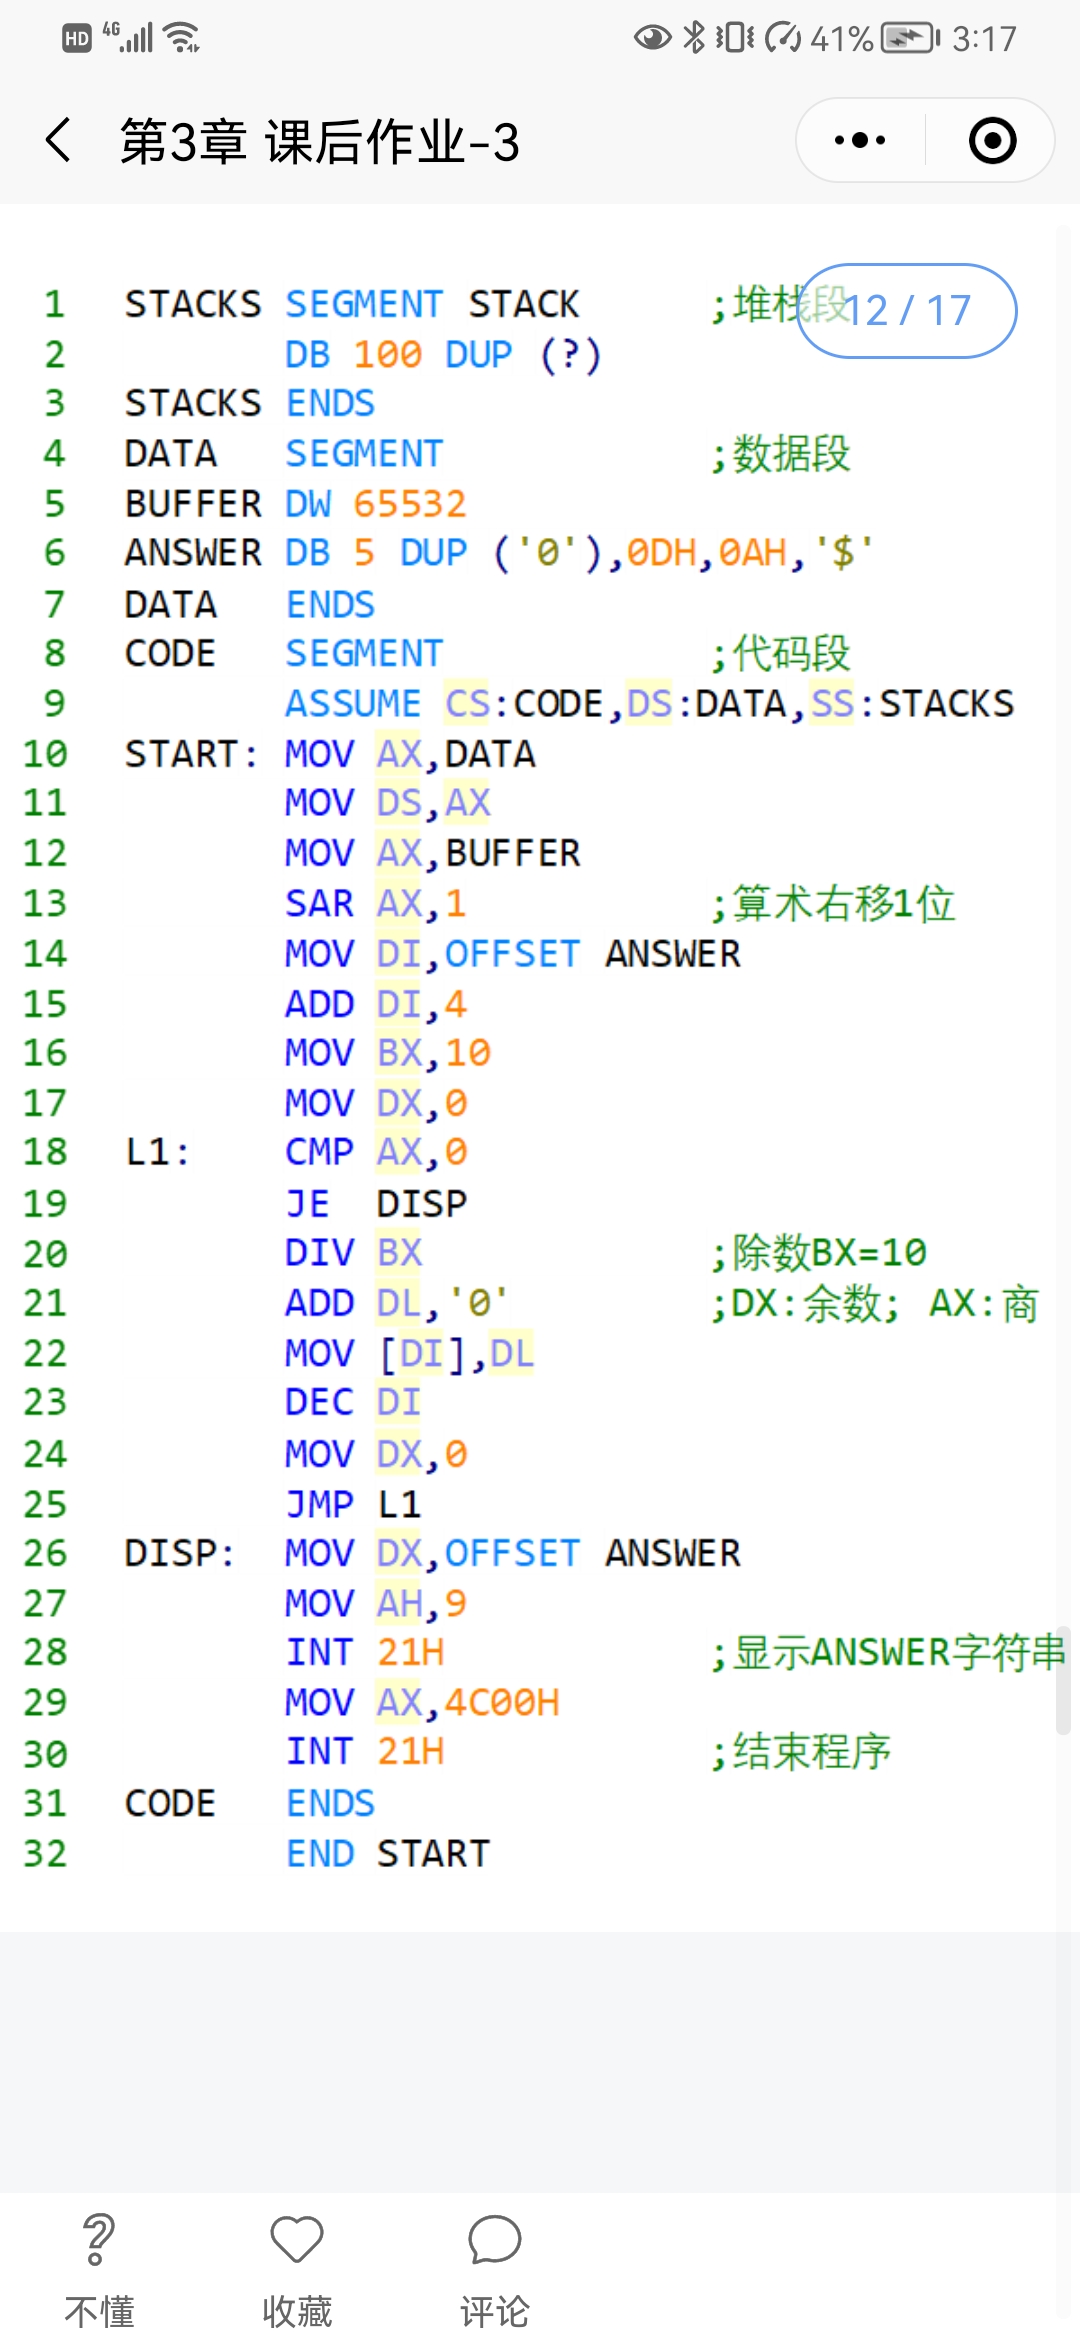 HD 4G 41% 3:17
第3章 课后作业-3
12 / 17
1 STACKS SEGMENT STACK ;堆栈段
2 DB 100 DUP (?)
3 STACKS ENDS
4 DATA SEGMENT ;数据段
5 BUFFER DW 65532
6 ANSWER DB 5 DUP ('0'),0DH,0AH,'$'
7 DATA ENDS
8 CODE SEGMENT ;代码段
9 ASSUME CS:CODE,DS:DATA,SS:STACKS
10 START: MOV AX,DATA
11 MOV DS,AX
12 MOV AX,BUFFER
13 SAR AX,1 ;算术右移1位
14 MOV DI,OFFSET ANSWER
15 ADD DI,4
16 MOV BX,10
17 MOV DX,0
18 L1: CMP AX,0
19 JE DISP
20 DIV BX ;除数BX=10
21 ADD DL,'0' ;DX:余数; AX:商
22 MOV [DI],DL
23 DEC DI
24 MOV DX,0
25 JMP L1
26 DISP: MOV DX,OFFSET ANSWER
27 MOV AH,9
28 INT 21H ;显示ANSWER字符串
29 MOV AX,4C00H
30 INT 21H ;结束程序
31 CODE ENDS
32 END START
不懂 收藏 评论